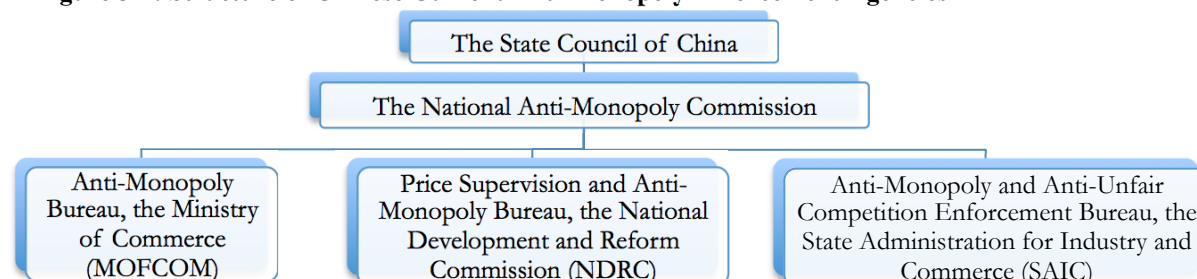 The State Council of China
The National Anti-Monopoly Commission
Anti-Monopoly
Bureau, the Ministry
of Commerce
(MOFCOM)
Price Supervision and Anti-
Monopoly Bureau, the National
Development and Reform
Commission (NDRC)
Anti-Monopoly and Anti-Unfair
Competition Enforcement Bureau, the
State Administration for Industry and
Commerce (SAIC)